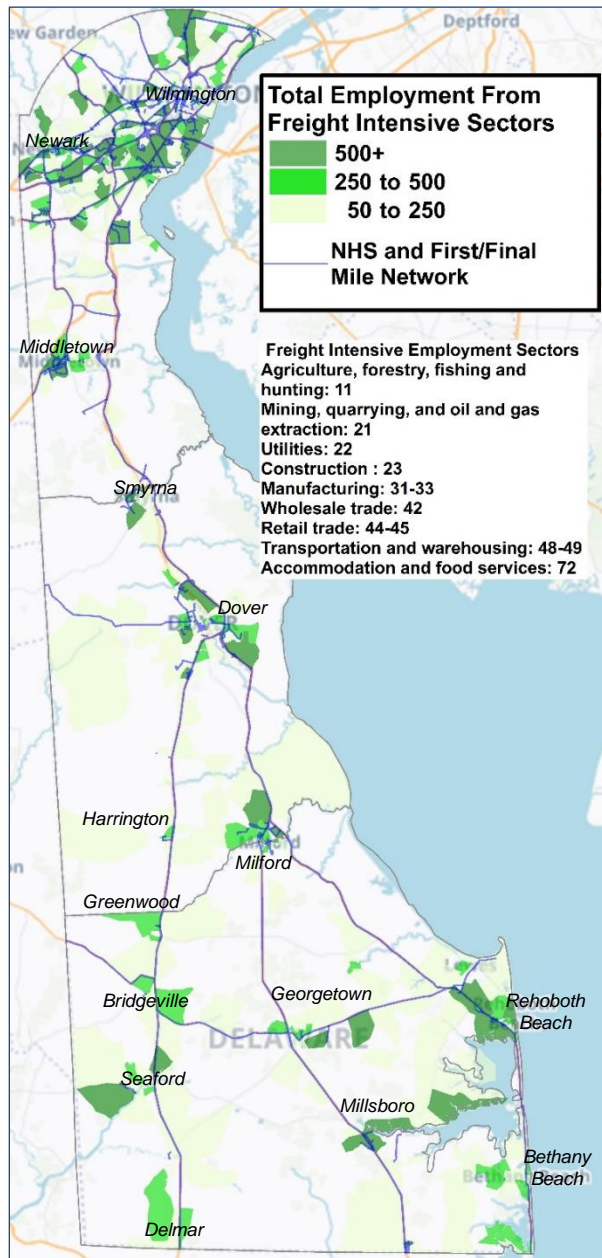 ew Garden
Deptford
Wilmington
Newark
Total Employment From
Freight Intensive Sectors
500+
250 to 500
50 to 250
NHS and First/Final
Mile Network
Middletown
Freight Intensive Employment Sectors
Agriculture, forestry, fishing and
hunting: 11
Mining, quarrying, and oil and gas
extraction: 21
Utilities: 22
Construction : 23
Manufacturing: 31-33
Wholesale trade: 42
Retail trade: 44-45
Transportation and warehousing: 48-49
Accommodation and food services: 72
Smyrna
Dover
Harrington
Milford
Greenwood
Lewes
Bridgeville
Georgetown
Rehoboth
Beach
DELAWARE
Seaford
Millsboro
Bethany
Beach
Delmar